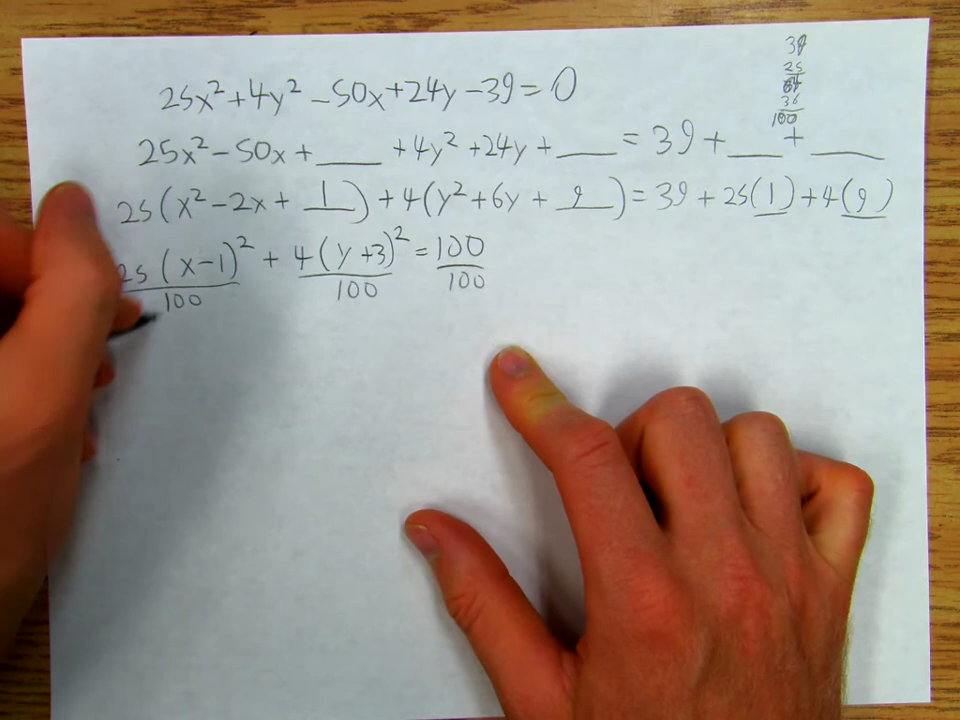 25x² + 4y² - 50x + 24y - 39 = 0
39
25
64
36
100
25x² - 50x + ___ + 4y² + 24y + ___ = 39 + ___ + ___
25(x² - 2x + 1) + 4(y² + 6y + 9) = 39 + 25(1) + 4(9)
25(x-1)² + 4(y+3)² = 100
100 100 100